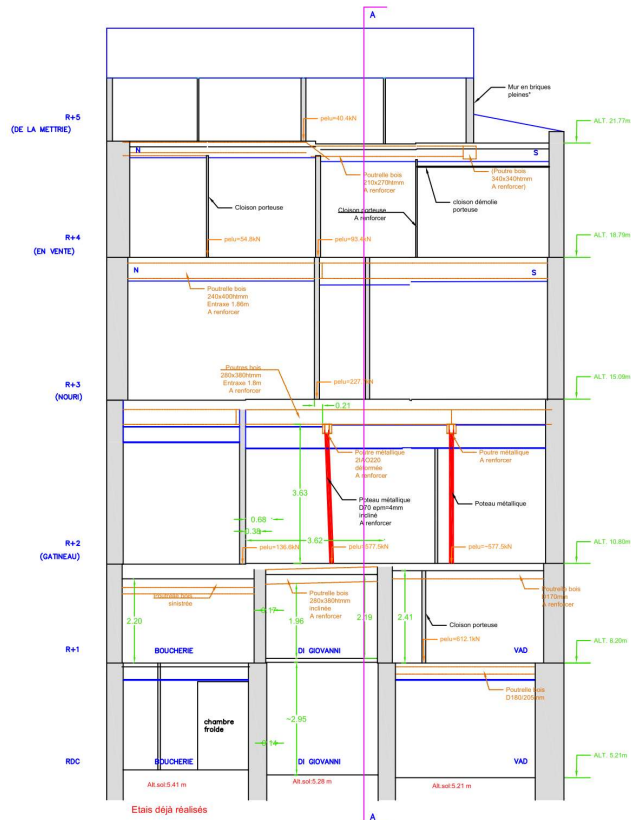 A
Mur en briques
pleines"
R+5
(DE LA METTRIE)
pelu=40.4kN
ALT. 21.77m
N
S
Poutrelle bois
210x270htmm
A renforcer
(Poutre bois
340x340htmm
A renforcer)
Cloison porteuse
Cloison porteuse
A renforcer
cloison démolie
porteuse
R+4
(EN VENTE)
pelu=54.8kN
pelu=93.4kN
ALT. 18.79m
N
S
Poutrelle bois
240x400htmm
Entraxe 1.86m
A renforcer
Poutres bois
280x380htmm
Entraxe 1.8m
A renforcer
R+3
(NOURI)
ALT. 15.09m
0.21
Poutre métallique
2IAO220
déformée
A renforcer
Poutre métallique
A renforcer
3.63
Poteau métallique
D70 epm=4mm
incliné
A renforcer
Poteau métallique
0.68
0.38
3.62
R+2
(GATINEAU)
pelu=136.6kN
pelu=577.5kN
pelu=~577.5kN
ALT. 10.80m
Poutrelle bois
sinistrée
Poutrelle bois
280x380htmm
inclinée
A renforcer
Poutrelle bois
D170mm
A renforcer
2.20
0.17
1.96
2.19
2.41
Cloison porteuse
R+1
BOUCHERIE
DI GIOVANNI
pelu=612.1kN
VAD
ALT. 8.20m
Poutrelle bois
D180/205mm
chambre
froide
~2.95
0.14
RDC
BOUCHERIE
DI GIOVANNI
VAD
ALT. 5.21m
Alt.sol:5.41 m
Alt.sol:5.28 m
Alt.sol:5.21 m
Etais déjà réalisés
A